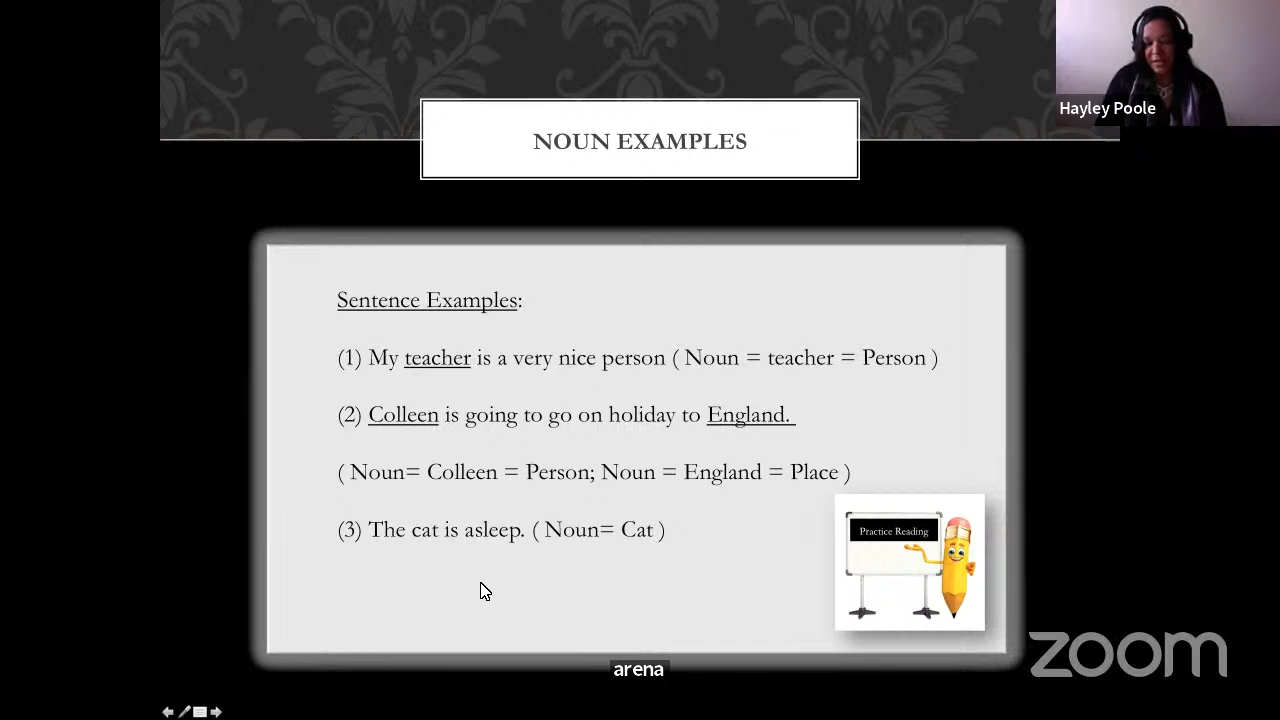 Hayley Poole
NOUN EXAMPLES
Sentence Examples:
(1) My teacher is a very nice person ( Noun = teacher = Person )
(2) Colleen is going to go on holiday to England.
( Noun= Colleen = Person; Noun = England = Place )
(3) The cat is asleep. ( Noun= Cat )
Practice Reading
arena
zoom